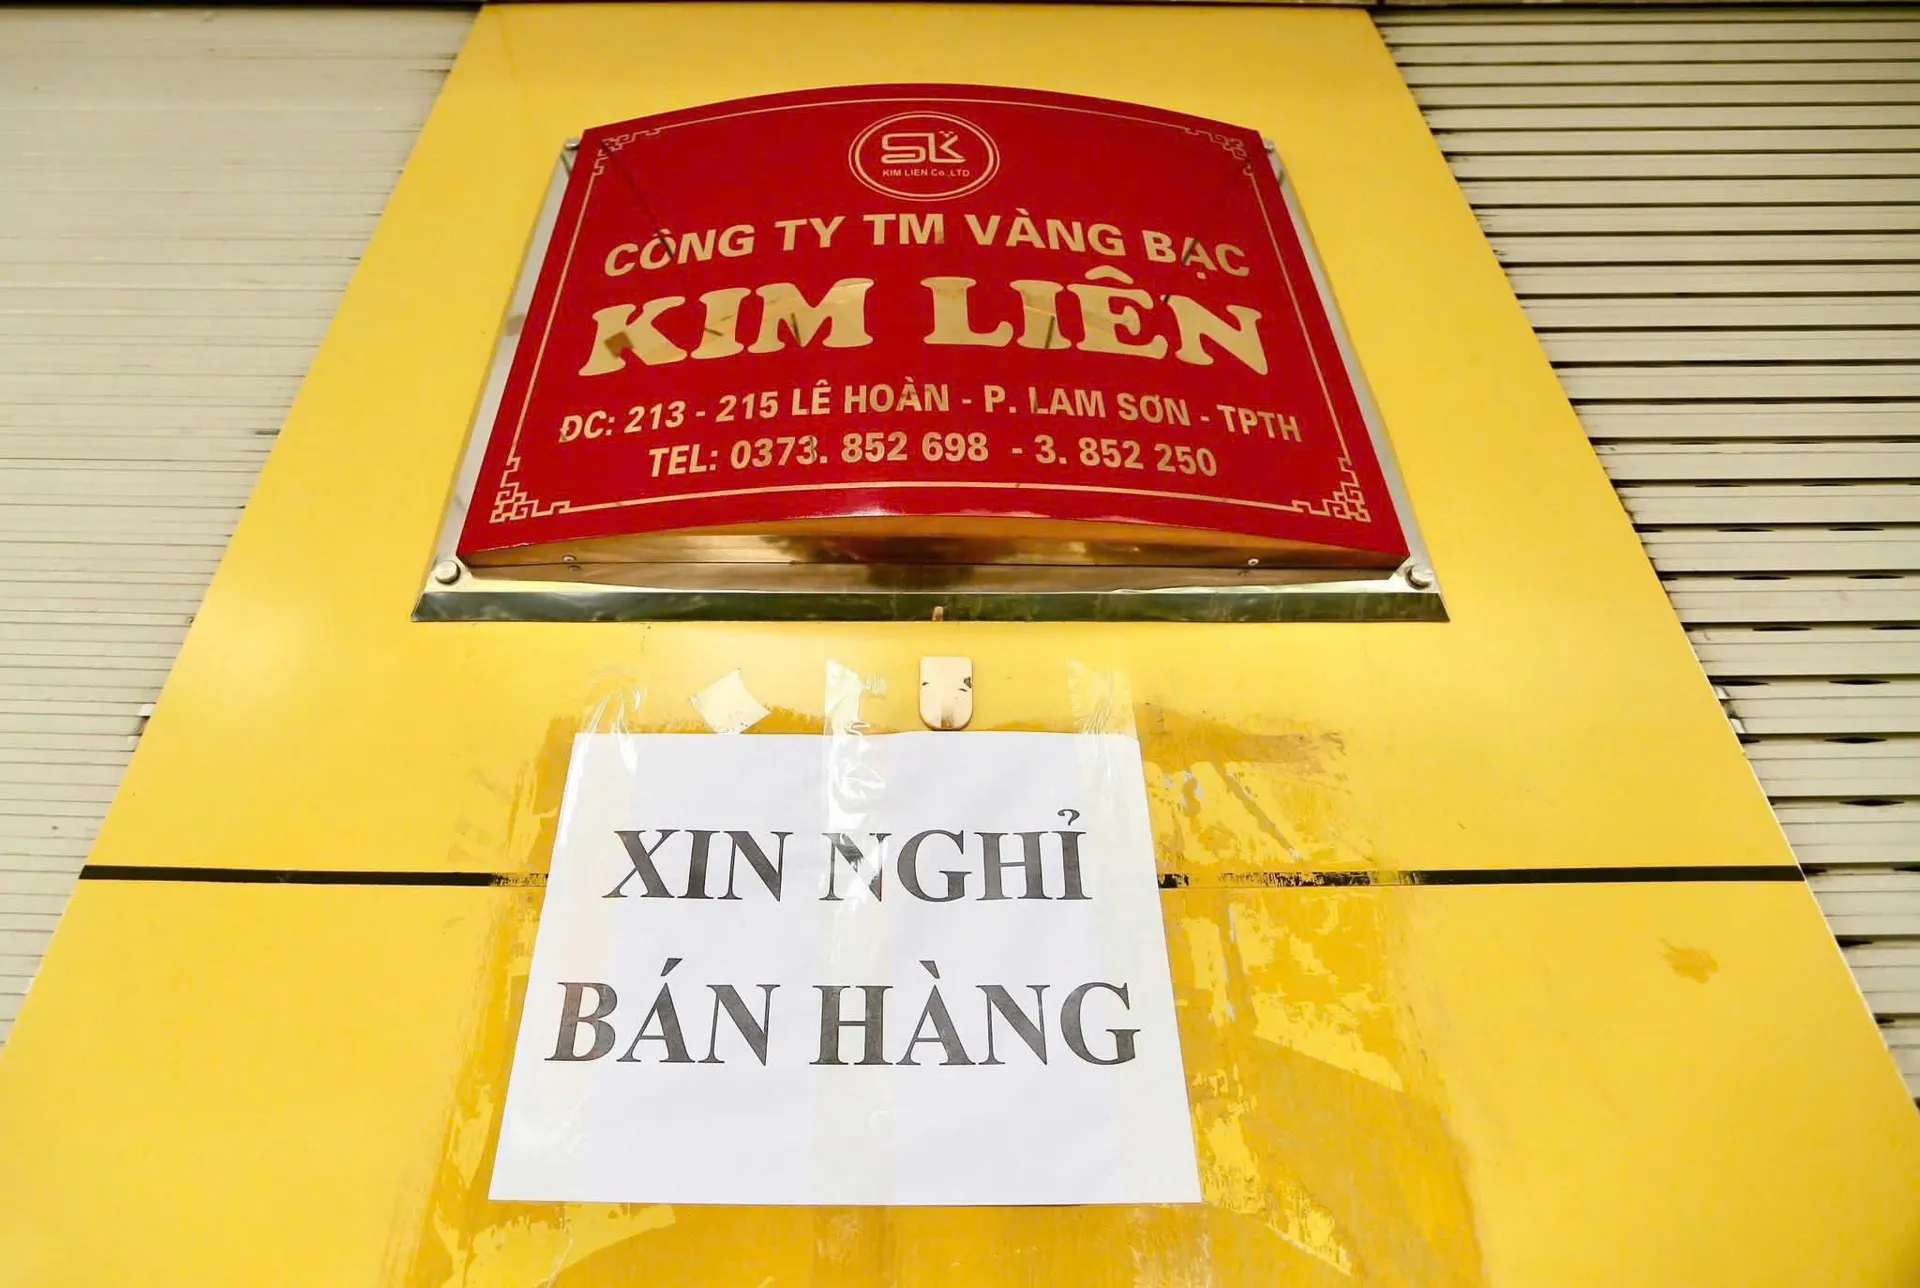 SK
KIM LIEN Co.,LTD
CÔNG TY TM VÀNG BẠC
KIM LIÊN
ĐC: 213 - 215 LÊ HOÀN - P. LAM SƠN - TPTH
TEL: 0373. 852 698 - 3. 852 250
XIN NGHỈ
BÁN HÀNG